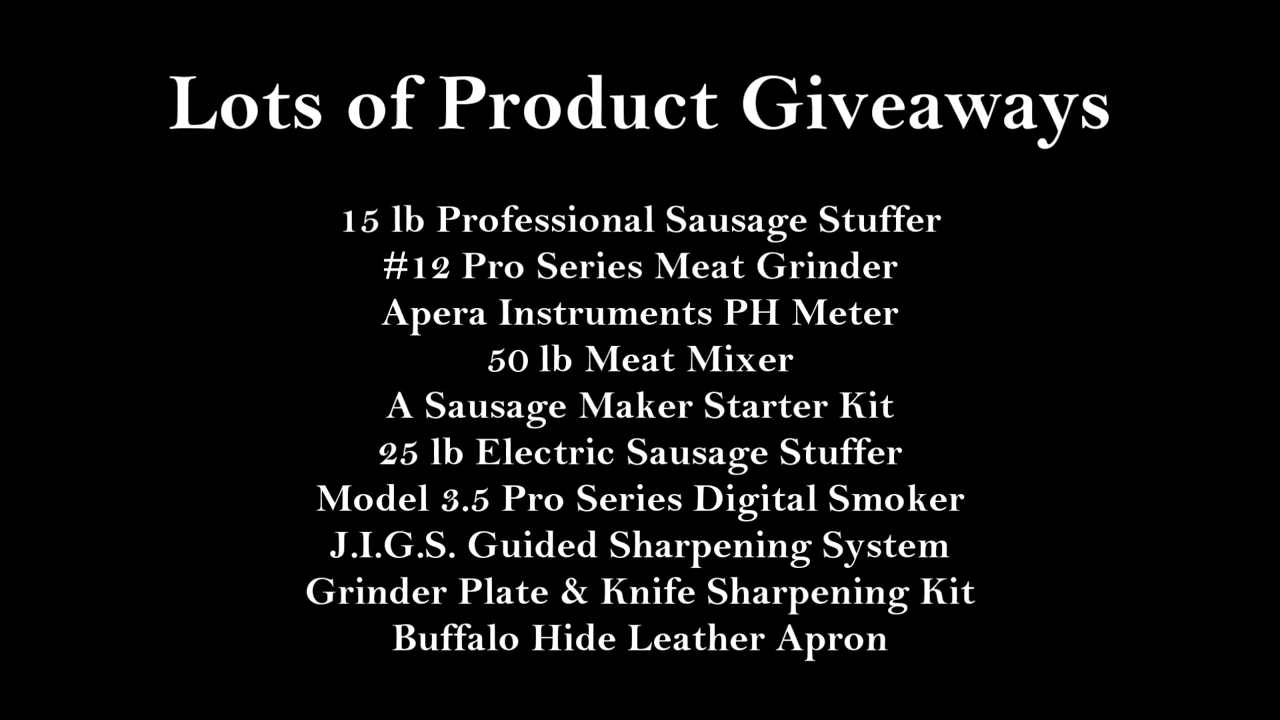 Lots of Product Giveaways
15 lb Professional Sausage Stuffer
#12 Pro Series Meat Grinder
Apera Instruments PH Meter
50 lb Meat Mixer
A Sausage Maker Starter Kit
25 lb Electric Sausage Stuffer
Model 3.5 Pro Series Digital Smoker
J.I.G.S. Guided Sharpening System
Grinder Plate & Knife Sharpening Kit
Buffalo Hide Leather Apron